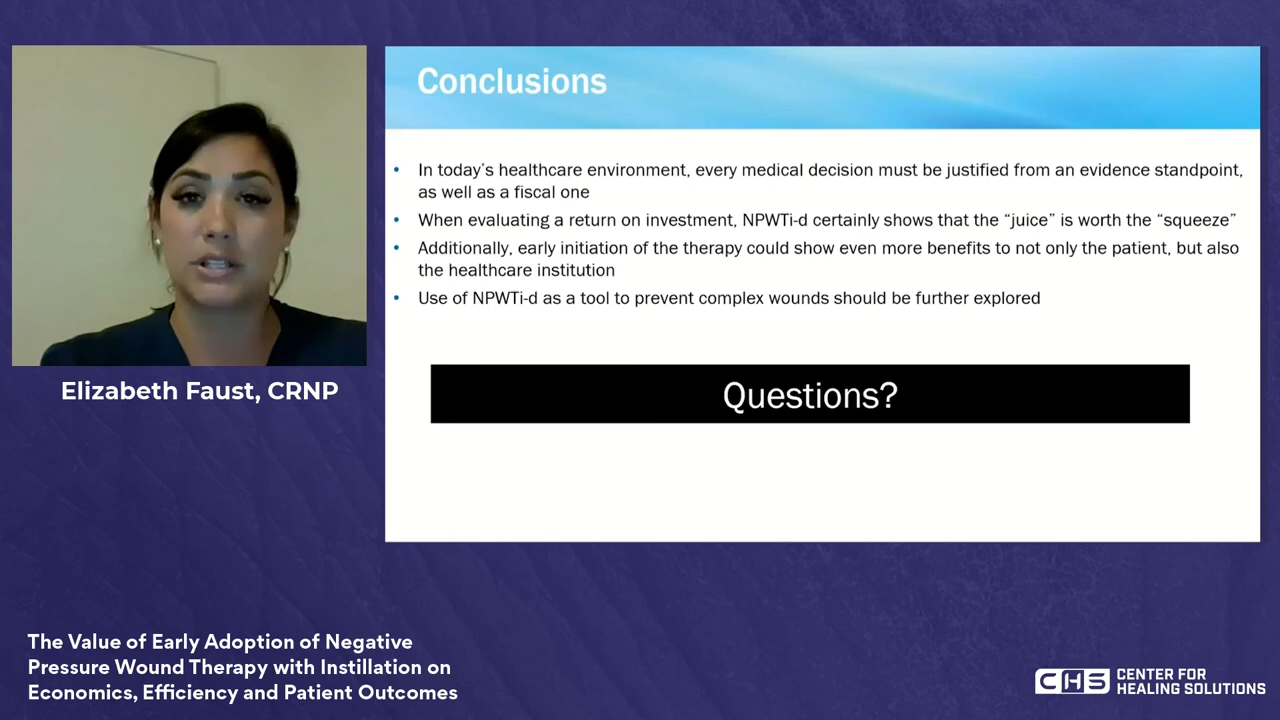 Conclusions
• In today's healthcare environment, every medical decision must be justified from an evidence standpoint,
as well as a fiscal one
• When evaluating a return on investment, NPWTi-d certainly shows that the “juice” is worth the “squeeze”
• Additionally, early initiation of the therapy could show even more benefits to not only the patient, but also
the healthcare institution
• Use of NPWTi-d as a tool to prevent complex wounds should be further explored
Questions?
Elizabeth Faust, CRNP
The Value of Early Adoption of Negative
Pressure Wound Therapy with Instillation on
Economics, Efficiency and Patient Outcomes
CHS
CENTER FOR
HEALING SOLUTIONS